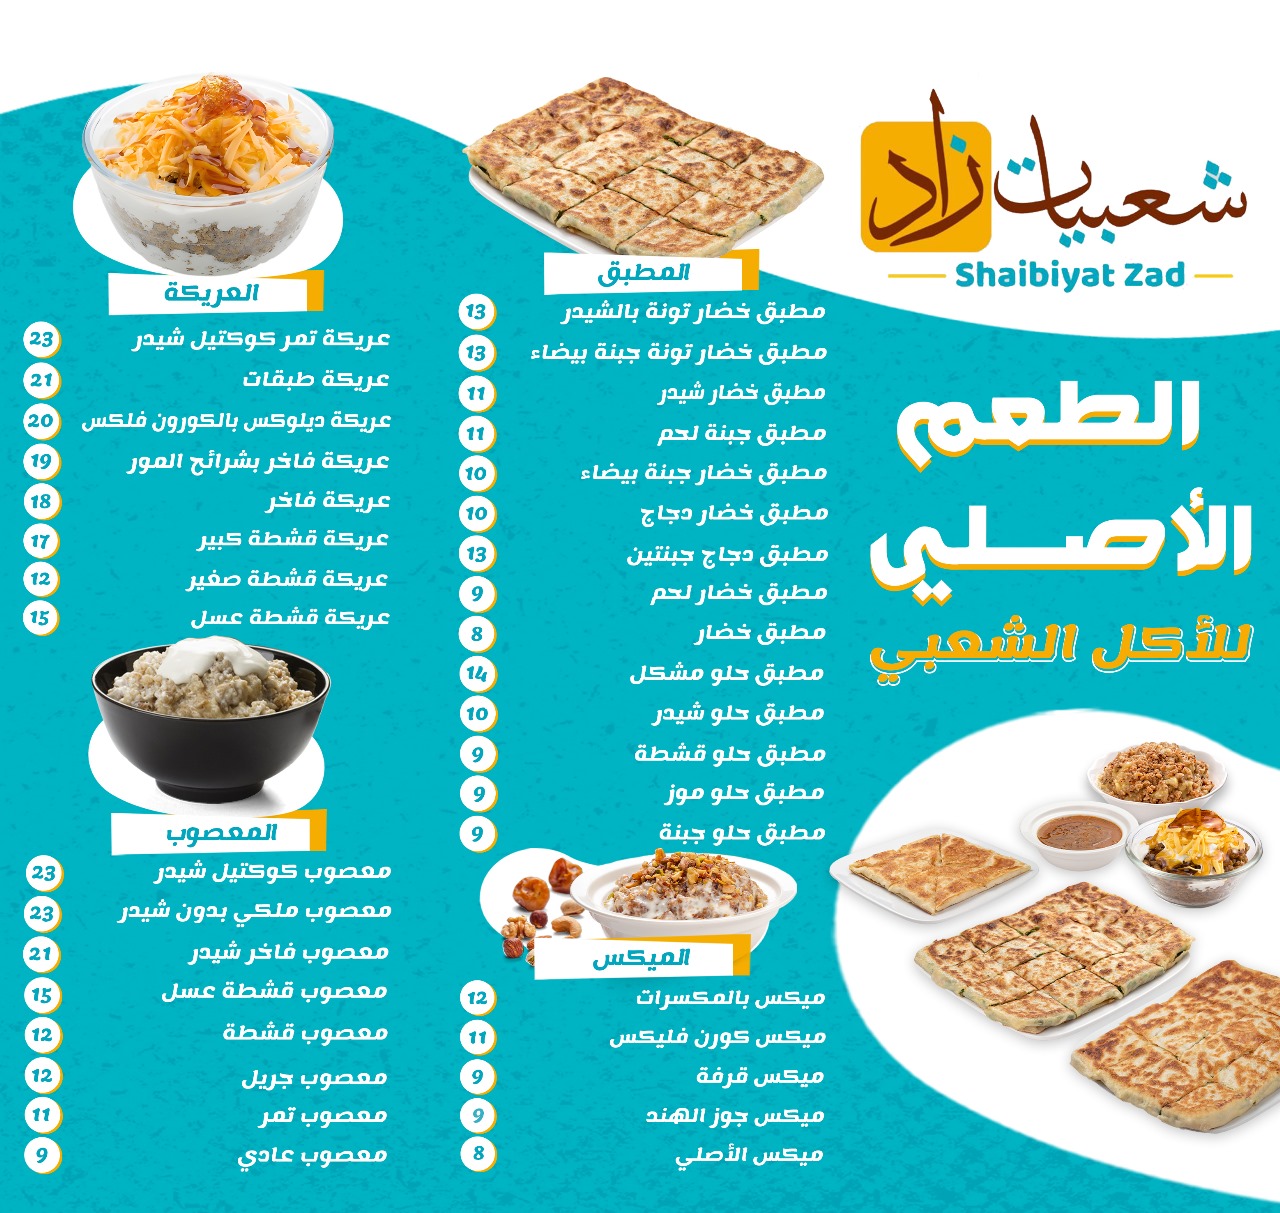 شعبيات زاد
Shaibiyat Zad
الطعم
الأصلي
للأكل الشعبي
المطبق
مطبق خضار تونة بالشيدر 13
مطبق خضار تونة جبنة بيضاء 13
مطبق خضار شيدر 11
مطبق جبنة لحم 11
مطبق خضار جبنة بيضاء 10
مطبق خضار دجاج 10
مطبق دجاج جبنتين 13
مطبق خضار لحم 9
مطبق خضار 8
مطبق حلو مشكل 14
مطبق حلو شيدر 10
مطبق حلو قشطة 9
مطبق حلو موز 9
مطبق حلو جبنة 9
الميكس
ميكس بالمكسرات 12
ميكس كورن فليكس 11
ميكس قرفة 9
ميكس جوز الهند 9
ميكس الأصلي 8
العريكة
عريكة تمر كوكتيل شيدر 23
عريكة طبقات 21
عريكة ديلوكس بالكورون فلكس 20
عريكة فاخر بشرائح المور 19
عريكة فاخر 18
عريكة قشطة كبير 17
عريكة قشطة صغير 12
عريكة قشطة عسل 15
المعصوب
معصوب كوكتيل شيدر 23
معصوب ملكي بدون شيدر 23
معصوب فاخر شيدر 21
معصوب قشطة عسل 15
معصوب قشطة 12
معصوب جريل 12
معصوب تمر 11
معصوب عادي 9